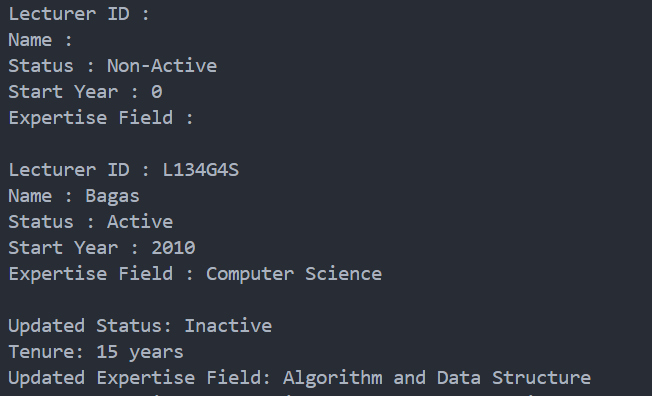 Lecturer ID :
Name :
Status : Non-Active
Start Year : 0
Expertise Field :
Lecturer ID : L134G4S
Name : Bagas
Status : Active
Start Year : 2010
Expertise Field : Computer Science
Updated Status: Inactive
Tenure: 15 years
Updated Expertise Field: Algorithm and Data Structure